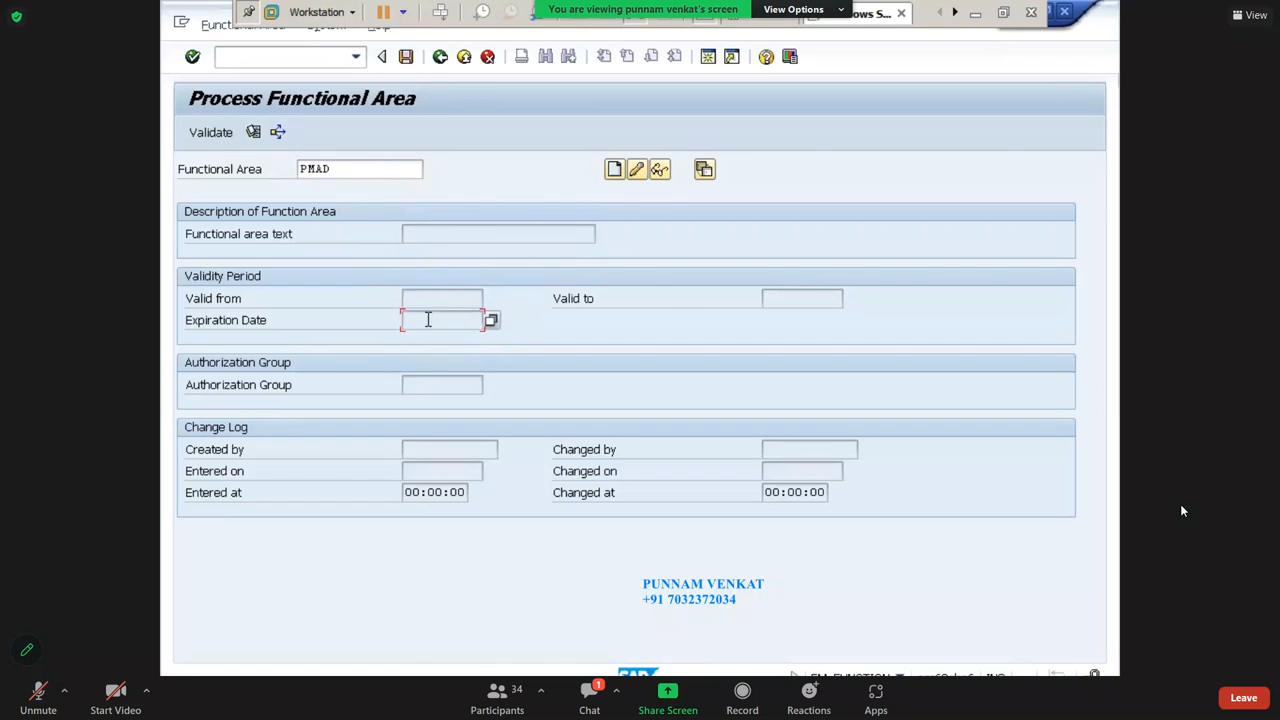 Workstation
You are viewing punnam venkat's screen
View Options
ows S...
View
Process Functional Area
Validate
Functional Area PMAD
Description of Function Area
Functional area text
Validity Period
Valid from Valid to
Expiration Date
Authorization Group
Authorization Group
Change Log
Created by Changed by
Entered on Changed on
Entered at 00:00:00 Changed at 00:00:00
PUNNAM VENKAT
+91 7032372034
Unmute
Start Video
34
Participants
1
Chat
Share Screen
Record
Reactions
Apps
Leave